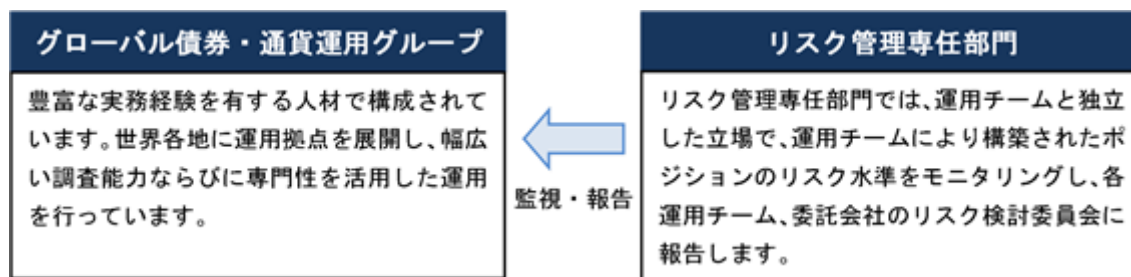 グローバル債券・通貨運用グループ
豊富な実務経験を有する人材で構成されて
います。世界各地に運用拠点を展開し、幅広
い調査能力ならびに専門性を活用した運用
を行っています。
監視・報告
リスク管理専任部門
リスク管理専任部門では、運用チームと独立
した立場で、運用チームにより構築されたポ
ジションのリスク水準をモニタリングし、各
運用チーム、委託会社のリスク検討委員会に
報告します。